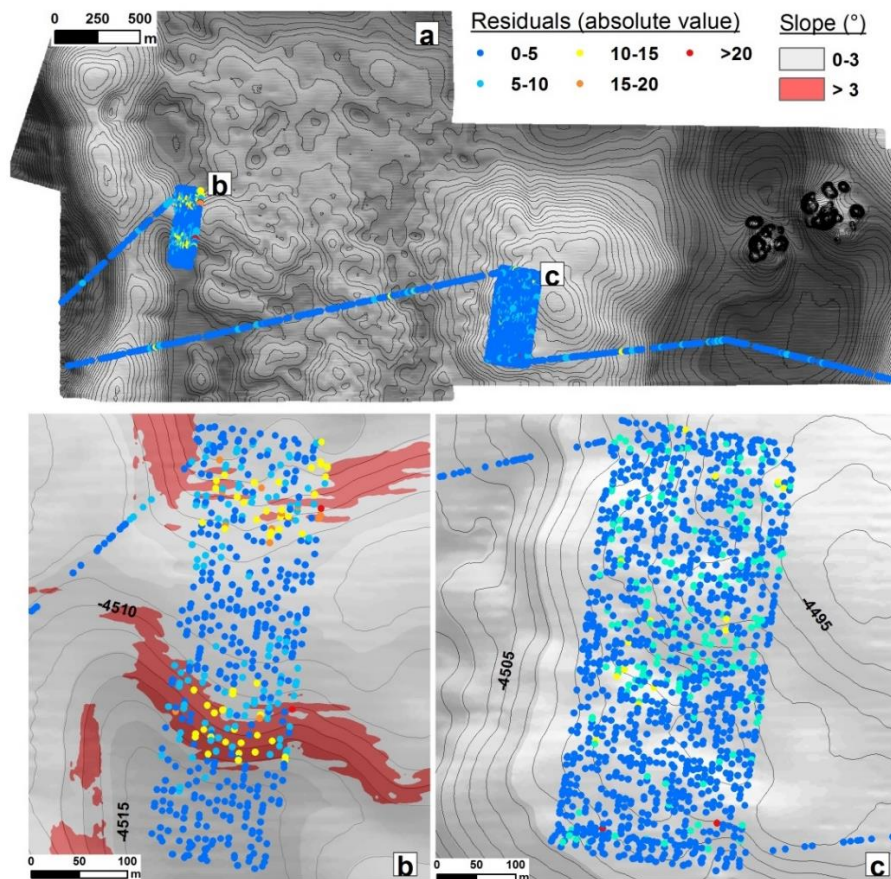 0 250 500
m
a
Residuals (absolute value)
0-5 10-15 >20
5-10 15-20
Slope (°)
0-3
> 3
b
c
-4510
-4515
0 50 100
m
b
-4505
-4495
0 50 100
m
c